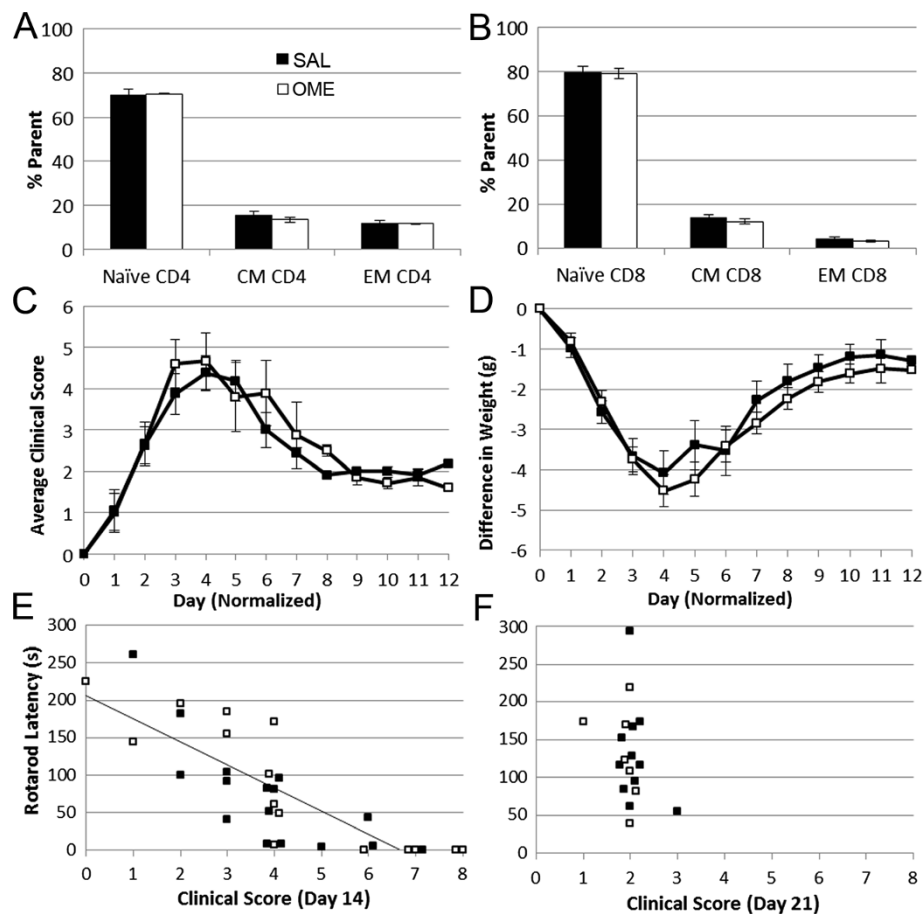 A
100
80
60
40
20
0
% Parent
SAL
OME
Naïve CD4 CM CD4 EM CD4
B
100
80
60
40
20
0
% Parent
Naïve CD8 CM CD8 EM CD8
C
6
5
4
3
2
1
0
Average Clinical Score
0 1 2 3 4 5 6 7 8 9 10 11 12
Day (Normalized)
D
0
-1
-2
-3
-4
-5
-6
Difference in Weight (g)
0 1 2 3 4 5 6 7 8 9 10 11 12
Day (Normalized)
E
300
250
200
150
100
50
0
Rotarod Latency (s)
0 1 2 3 4 5 6 7 8
Clinical Score (Day 14)
F
300
250
200
150
100
50
0
0 1 2 3 4 5 6 7 8
Clinical Score (Day 21)